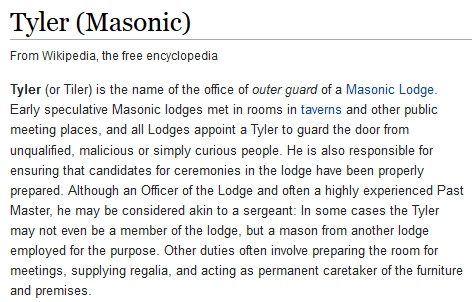 Tyler (Masonic)
From Wikipedia, the free encyclopedia
Tyler (or Tiler) is the name of the office of outer guard of a Masonic Lodge.
Early speculative Masonic lodges met in rooms in taverns and other public
meeting places, and all Lodges appoint a Tyler to guard the door from
unqualified, malicious or simply curious people. He is also responsible for
ensuring that candidates for ceremonies in the lodge have been properly
prepared. Although an Officer of the Lodge and often a highly experienced Past
Master, he may be considered akin to a sergeant: In some cases the Tyler
may not even be a member of the lodge, but a mason from another lodge
employed for the purpose. Other duties often involve preparing the room for
meetings, supplying regalia, and acting as permanent caretaker of the furniture
and premises.